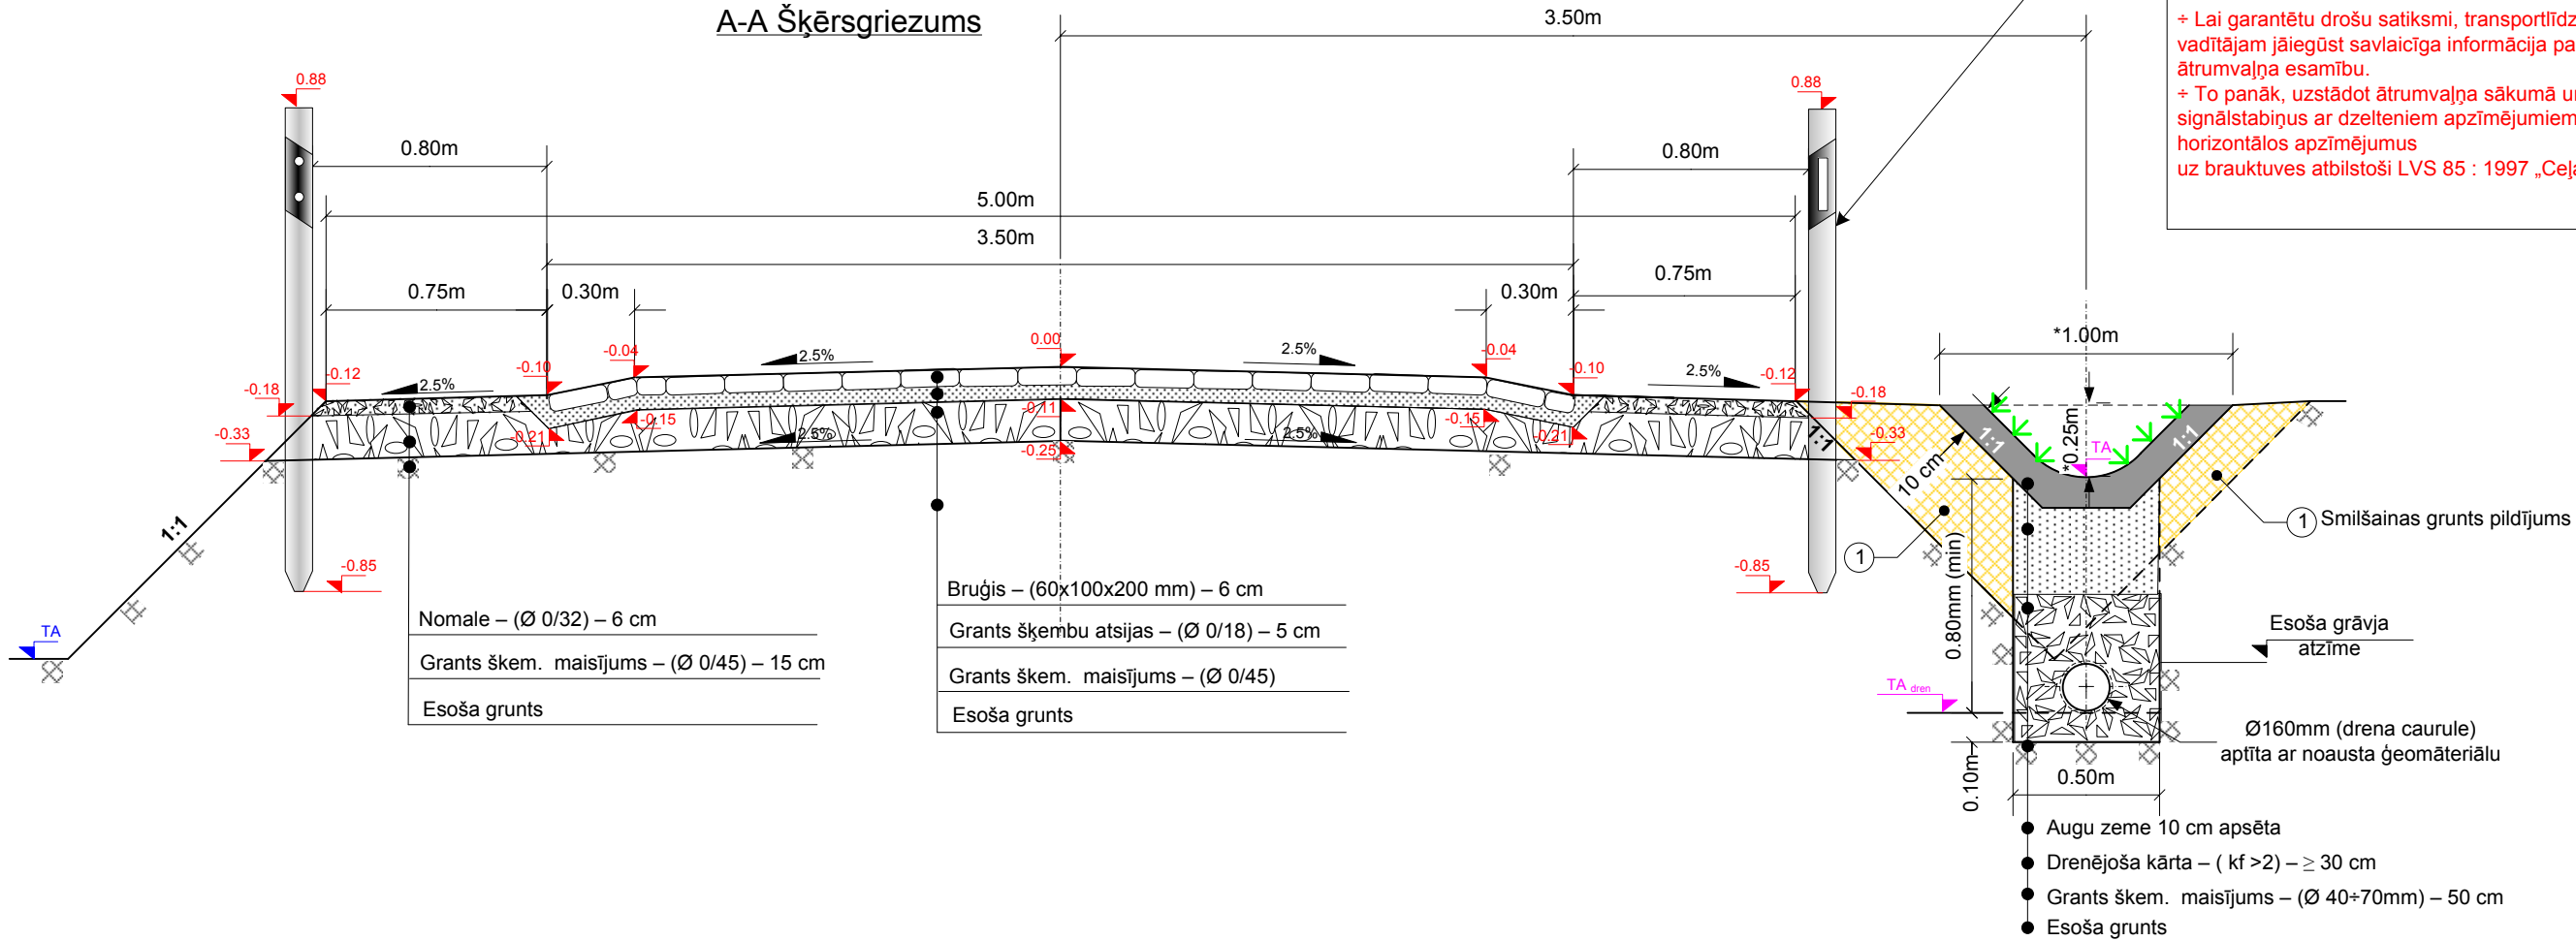 A-A Šķērsgriezums
3.50m
÷ Lai garantētu drošu satiksmi,
vadītājam jāiegūst savlaicīga informācija
ātrumvaļņa esamību.
÷ To panāk, uzstādot ātrumvaļņa sākumā
signālstabiņus ar dzelteniem apzīmējumiem
horizontālos apzīmējumus
uz brauktuves atbilstoši LVS 85 : 1997
0.88
0.88
0.80m
0.80m
5.00m
3.50m
0.75m
0.30m
0.30m
0.75m
*1.00m
0.00
-0.04
2.5%
2.5%
-0.04
-0.10
-0.10
-0.12
2.5%
2.5%
-0.12
-0.18
-0.18
-0.11
-0.15
-0.15
-0.21
-0.21
-0.33
-0.33
2.5%
2.5%
-0.25
1:1
1:1
1:1
1:1
10 cm
*0.25m
TA
1
Smilšainas grunts pildījums
1
-0.85
-0.85
0.80mm (min)
TA
Nomale – (Ø 0/32) – 6 cm
Grants škem. maisījums – (Ø 0/45) – 15 cm
Esoša grunts
Bruģis – (60x100x200 mm) – 6 cm
Grants šķembu atsijas – (Ø 0/18) – 5 cm
Grants škem. maisījums – (Ø 0/45)
Esoša grunts
Esoša grāvja
atzīme
TA dren
Ø160mm (drena caurule)
aptīta ar noausta ģeomāteriālu
0.10m
0.50m
Augu zeme 10 cm apsēta
Drenējoša kārta – ( kf >2) – ≥ 30 cm
Grants škem. maisījums – (Ø 40÷70mm) – 50 cm
Esoša grunts